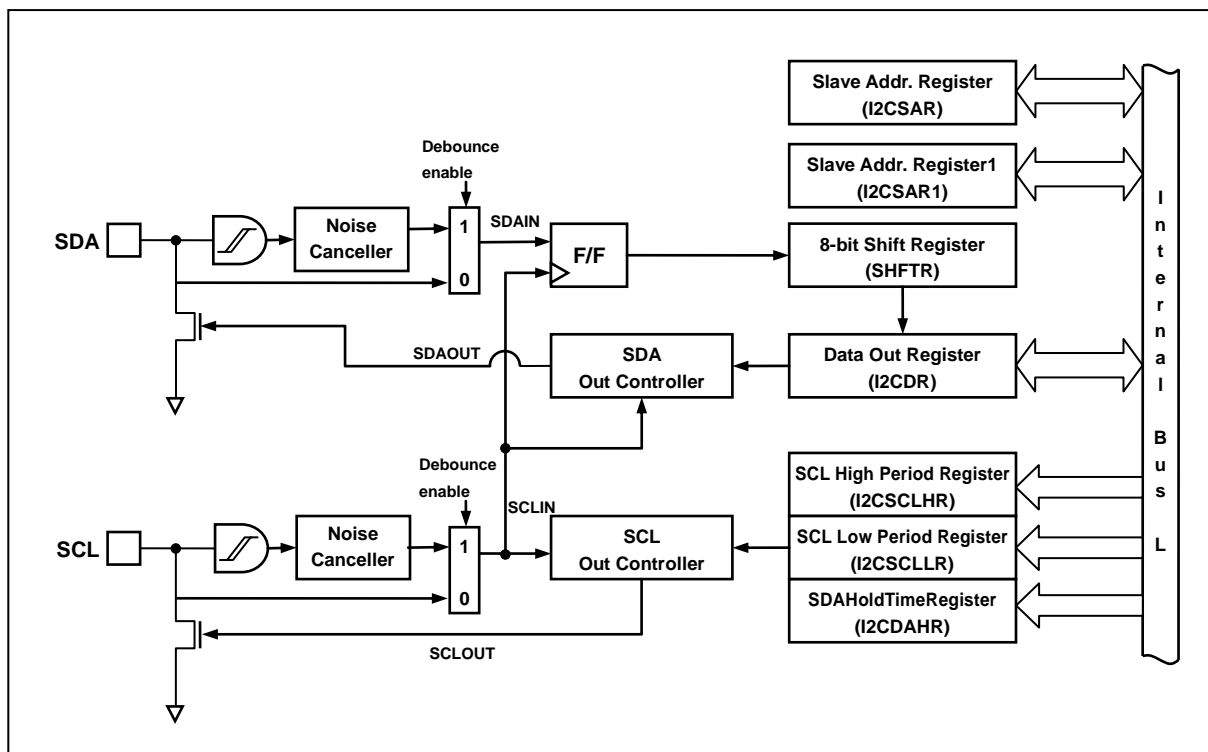 Slave Addr. Register
(I2CSAR)
Slave Addr. Register1
(I2CSAR1)
Debounce
enable
SDA
Noise
Canceller
1
0
SDAIN
F/F
8-bit Shift Register
(SHFTR)
SDAOUT
SDA
Out Controller
Data Out Register
(I2CDR)
Debounce
enable
SCL
Noise
Canceller
1
0
SCLIN
SCL
Out Controller
SCL High Period Register
(I2CSCLHR)
SCL Low Period Register
(I2CSCLLR)
SDAHoldTimeRegister
(I2CDAHR)
SCLOUT
Internal Bus L